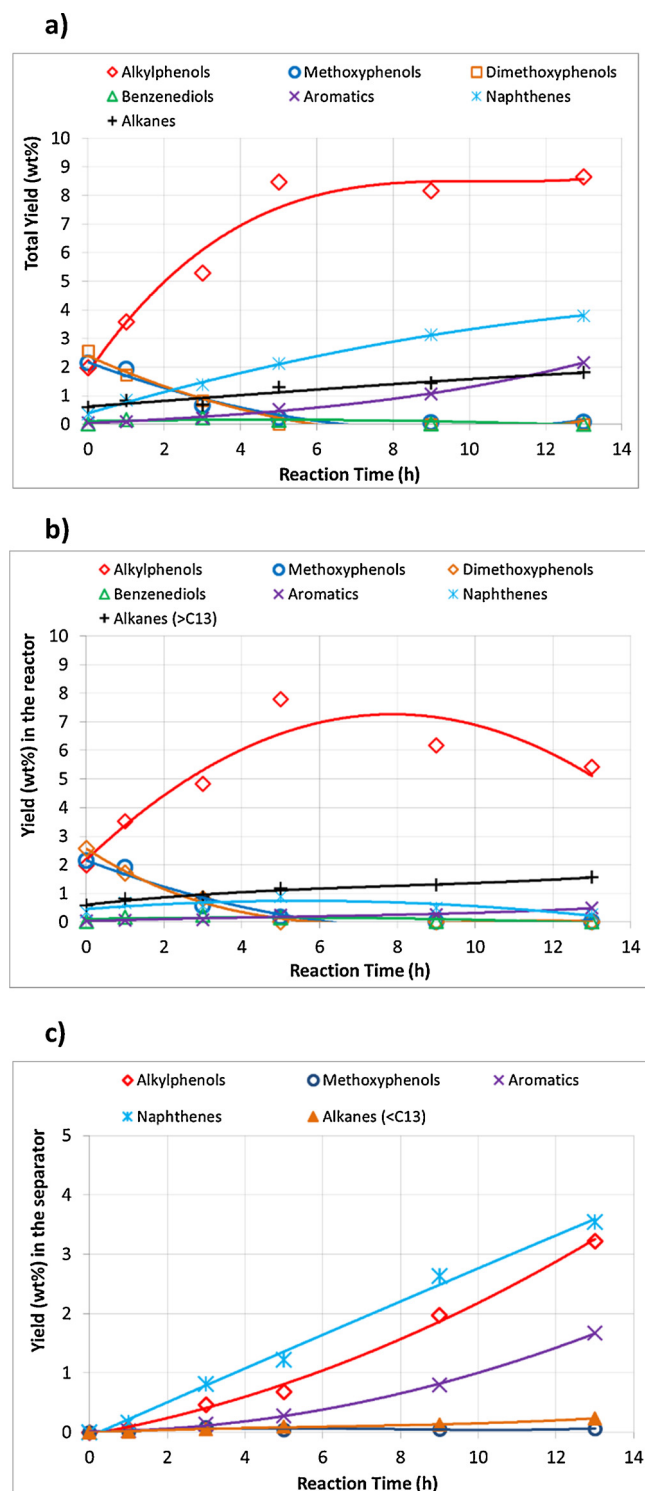 a)
Alkylphenols Methoxyphenols Dimethoxyphenols
Benzenediols Aromatics Naphthenes
Alkanes
10
9
8
7
6
5
4
3
2
1
0
Total Yield (wt%)
0 2 4 6 8 10 12 14
Reaction Time (h)
b)
Alkylphenols Methoxyphenols Dimethoxyphenols
Benzenediols Aromatics Naphthenes
Alkanes (>C13)
10
9
8
7
6
5
4
3
2
1
0
Yield (wt%) in the reactor
0 2 4 6 8 10 12 14
Reaction Time (h)
c)
Alkylphenols Methoxyphenols Aromatics
Naphthenes Alkanes (<C13)
5
4
3
2
1
0
Yield (wt%) in the separator
0 2 4 6 8 10 12 14
Reaction Time (h)